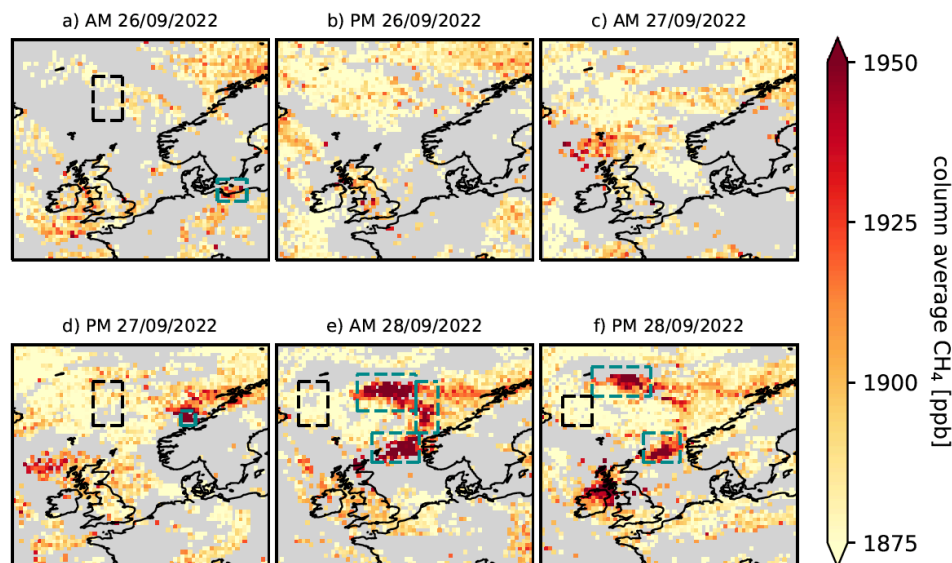 a) AM 26/09/2022
b) PM 26/09/2022
c) AM 27/09/2022
d) PM 27/09/2022
e) AM 28/09/2022
f) PM 28/09/2022
1950
1925
1900
1875
column average CH₄ [ppb]